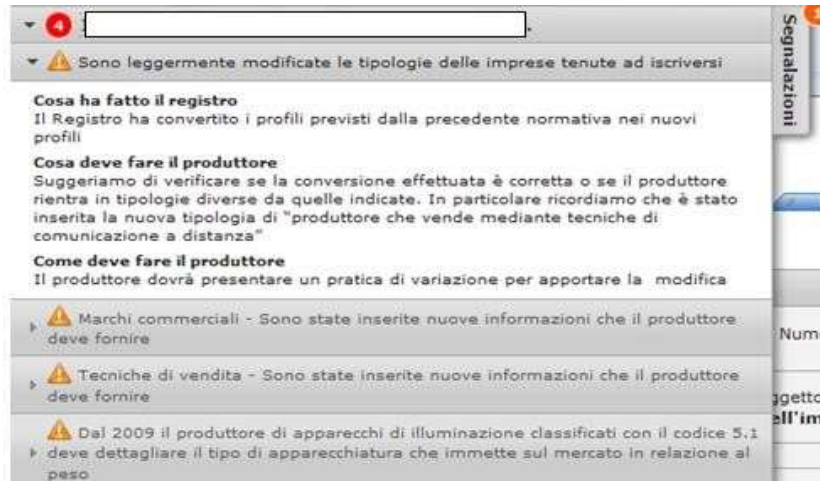 4
Sono leggermente modificate le tipologie delle imprese tenute ad iscriversi
Cosa ha fatto il registro
Il Registro ha convertito i profili previsti dalla precedente normativa nei nuovi
profili
Cosa deve fare il produttore
Suggeriamo di verificare se la conversione effettuata è corretta o se il produttore
rientra in tipologie diverse da quelle indicate. In particolare ricordiamo che è stato
inserita la nuova tipologia di "produttore che vende mediante tecniche di
comunicazione a distanza"
Come deve fare il produttore
Il produttore dovrà presentare un pratica di variazione per apportare la modifica
Marchi commerciali - Sono state inserite nuove informazioni che il produttore
deve fornire
Tecniche di vendita - Sono state inserite nuove informazioni che il produttore
deve fornire
Dal 2009 il produttore di apparecchi di illuminazione classificati con il codice 5.1
deve dettagliare il tipo di apparecchiatura che immette sul mercato in relazione al
peso
Segnalazioni